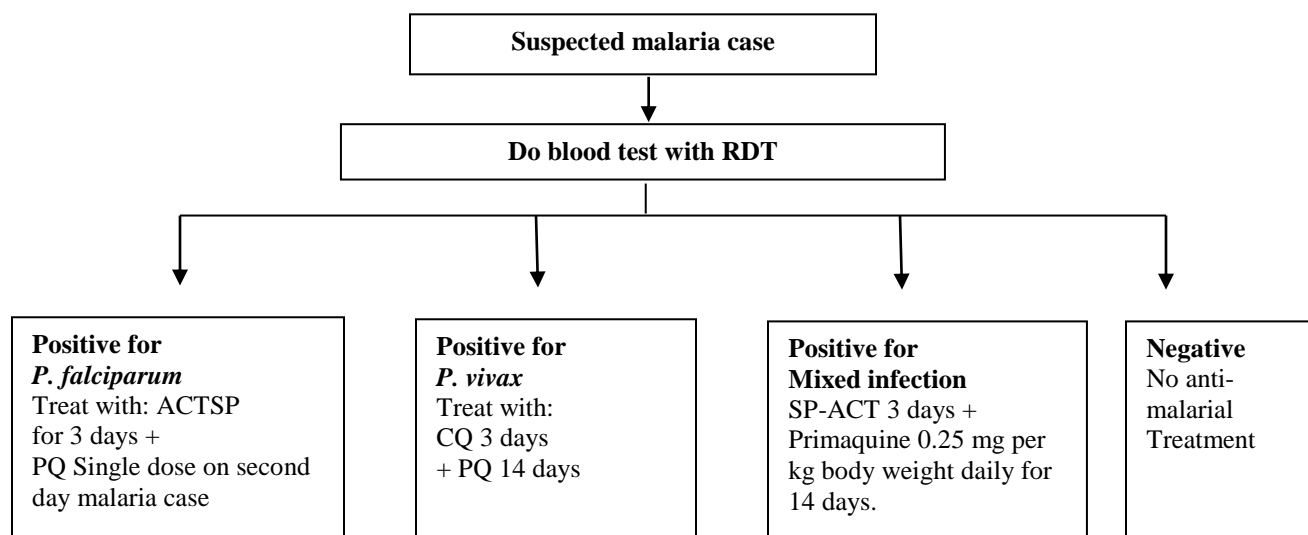 Suspected malaria case
Do blood test with RDT
Positive for
P. falciparum
Treat with: ACTSP
for 3 days +
PQ Single dose on second
day malaria case
Positive for
P. vivax
Treat with:
CQ 3 days
+ PQ 14 days
Positive for
Mixed infection
SP-ACT 3 days +
Primaquine 0.25 mg per
kg body weight daily for
14 days.
Negative
No anti-
malarial
Treatment